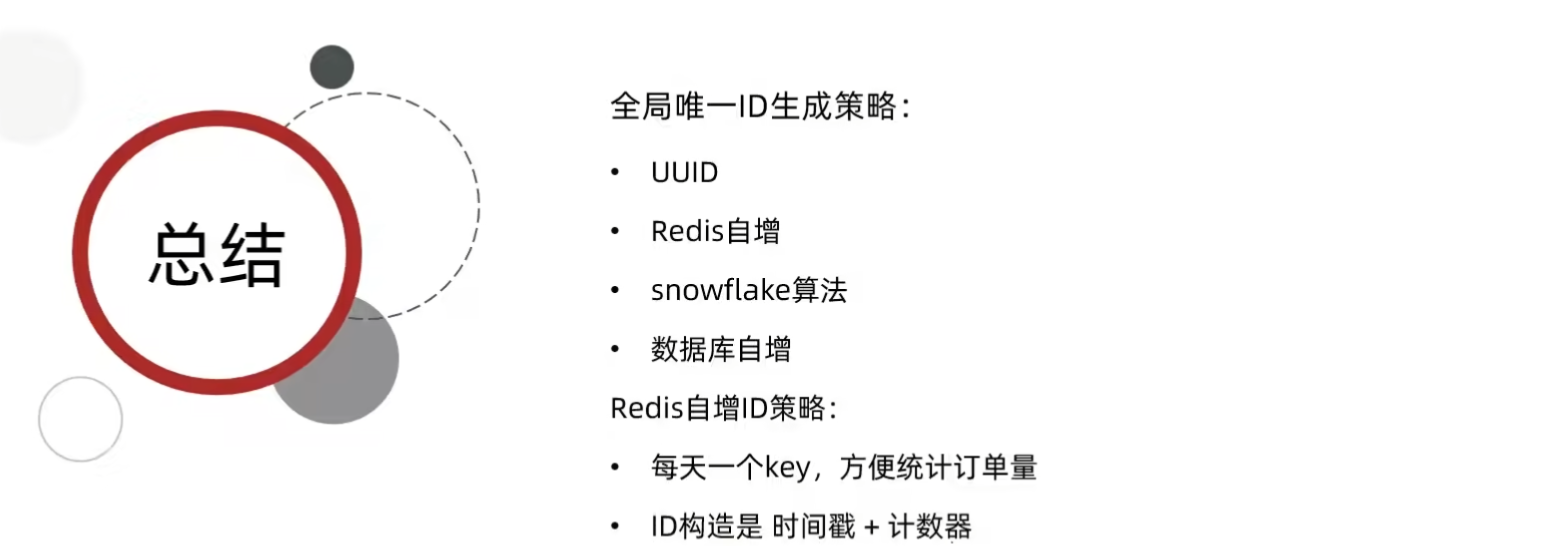 总结
全局唯一ID生成策略：
• UUID
• Redis自增
• snowflake算法
• 数据库自增
Redis自增ID策略：
• 每天一个key，方便统计订单量
• ID构造是 时间戳 + 计数器